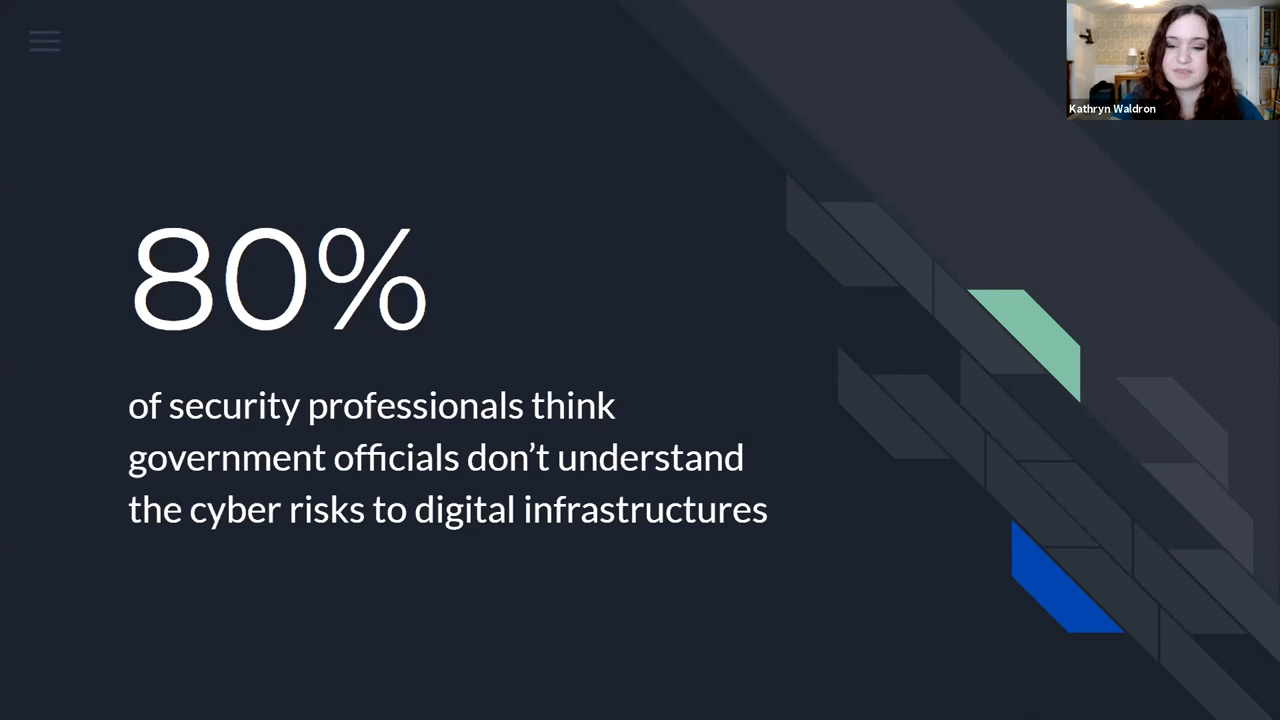 Kathryn Waldron
80%
of security professionals think
government officials don’t understand
the cyber risks to digital infrastructures